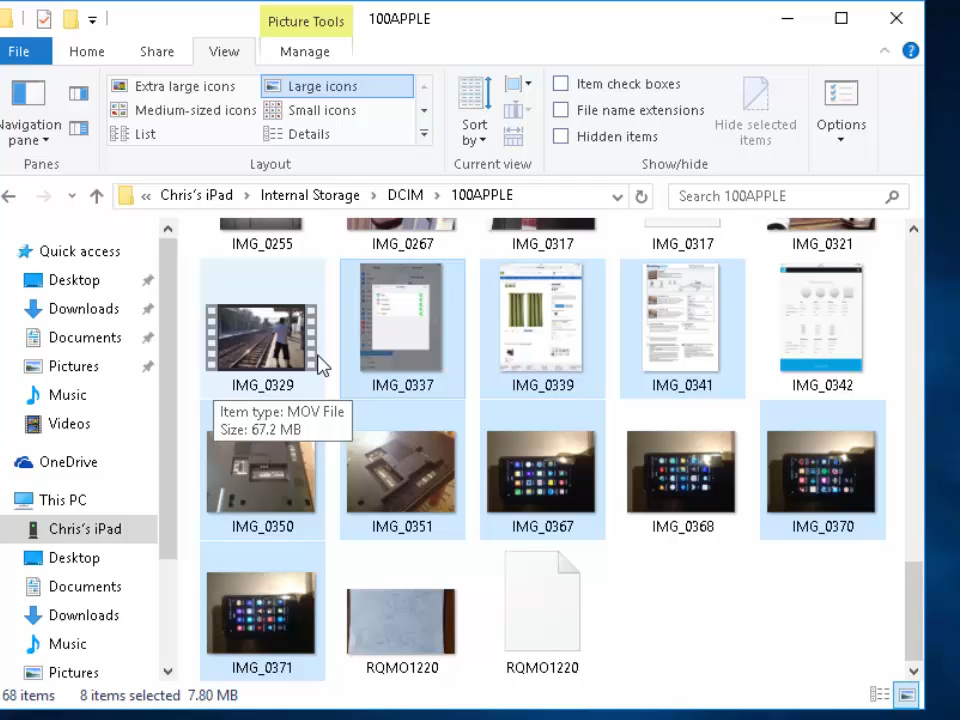 Picture Tools 100APPLE
File Home Share View Manage
Navigation pane
Panes
Extra large icons Large icons
Medium-sized icons Small icons
List Details
Layout
Sort by
Current view
Item check boxes
File name extensions
Hidden items
Hide selected items
Show/hide
Options
« Chris's iPad Internal Storage DCIM 100APPLE
Search 100APPLE
Quick access
Desktop
Downloads
Documents
Pictures
Music
Videos
OneDrive
This PC
Chris's iPad
Desktop
Documents
Downloads
Music
Pictures
IMG_0255 IMG_0267 IMG_0317 IMG_0317 IMG_0321
IMG_0329 IMG_0337 IMG_0339 IMG_0341 IMG_0342
Item type: MOV File
Size: 67.2 MB
IMG_0350 IMG_0351 IMG_0367 IMG_0368 IMG_0370
IMG_0371 RQMO1220 RQMO1220
68 items 8 items selected 7.80 MB